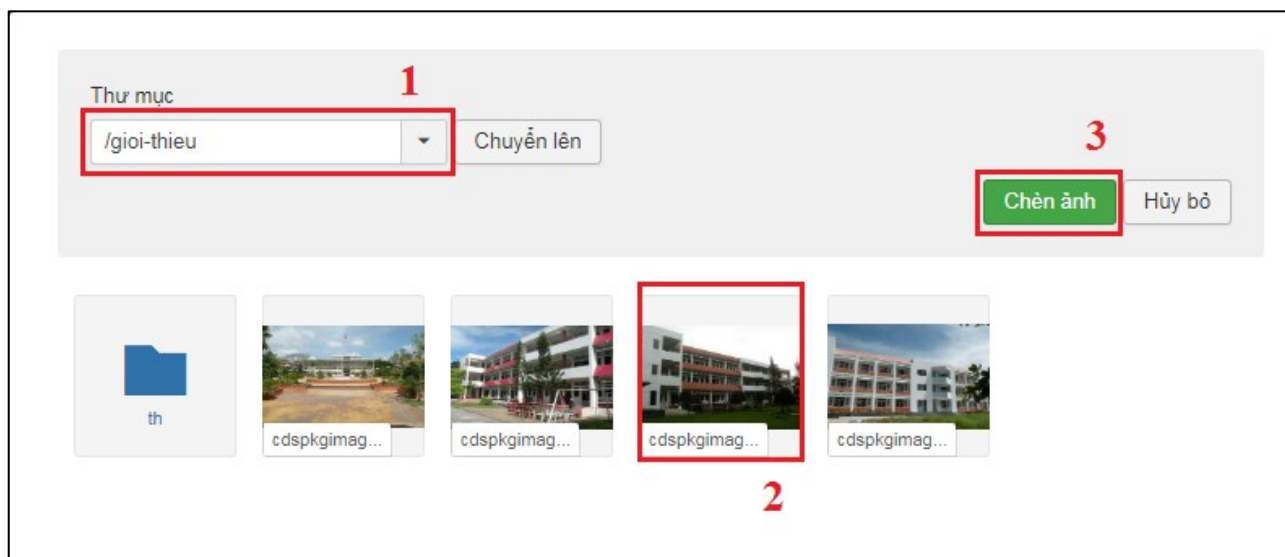 1
Thư mục
/gioi-thieu
Chuyển lên
3
Chèn ảnh
Hủy bỏ
th
cdspkgimag...
cdspkgimag...
cdspkgimag...
cdspkgimag...
2